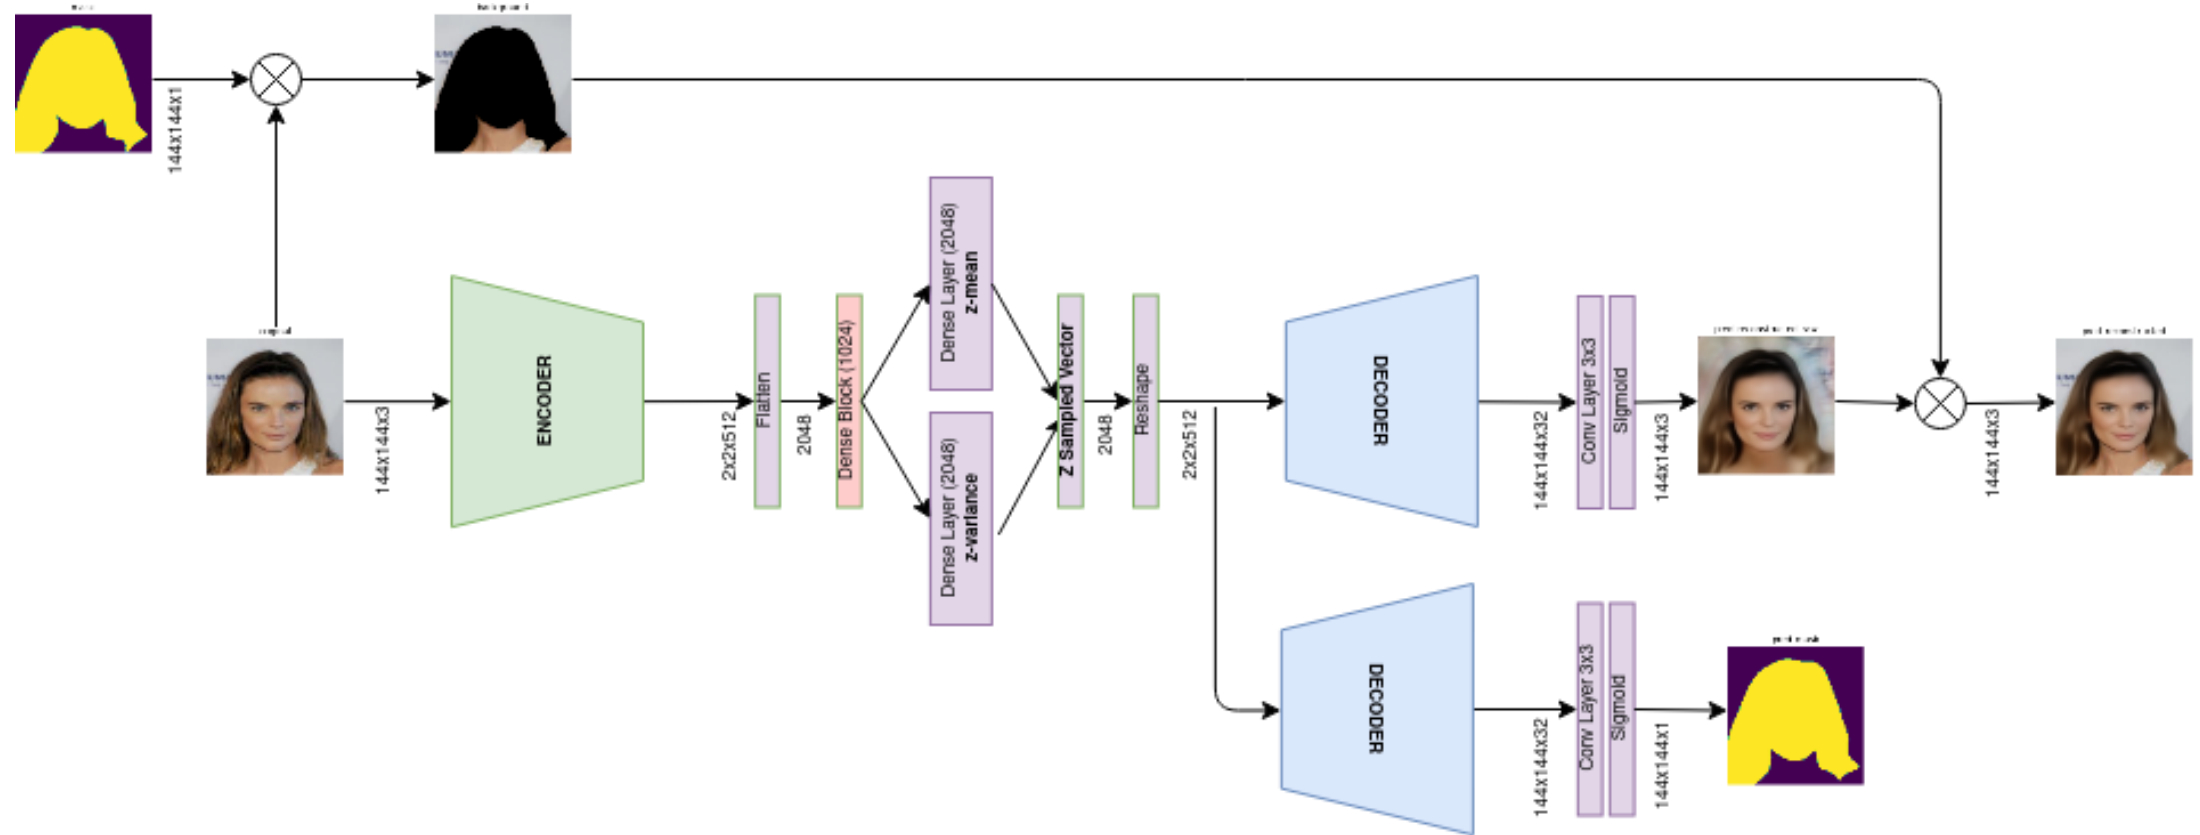 144x144x1
144x144x3
ENCODER
2x2x512
Flatten
2048
Dense Block (1024)
Dense Layer (2048)
z-mean
Dense Layer (2048)
z-variance
Z Sampled Vector
2048
Reshape
2x2x512
DECODER
144x144x32
Conv Layer 3x3
Sigmoid
144x144x3
144x144x3
DECODER
144x144x32
Conv Layer 3x3
Sigmoid
144x144x1